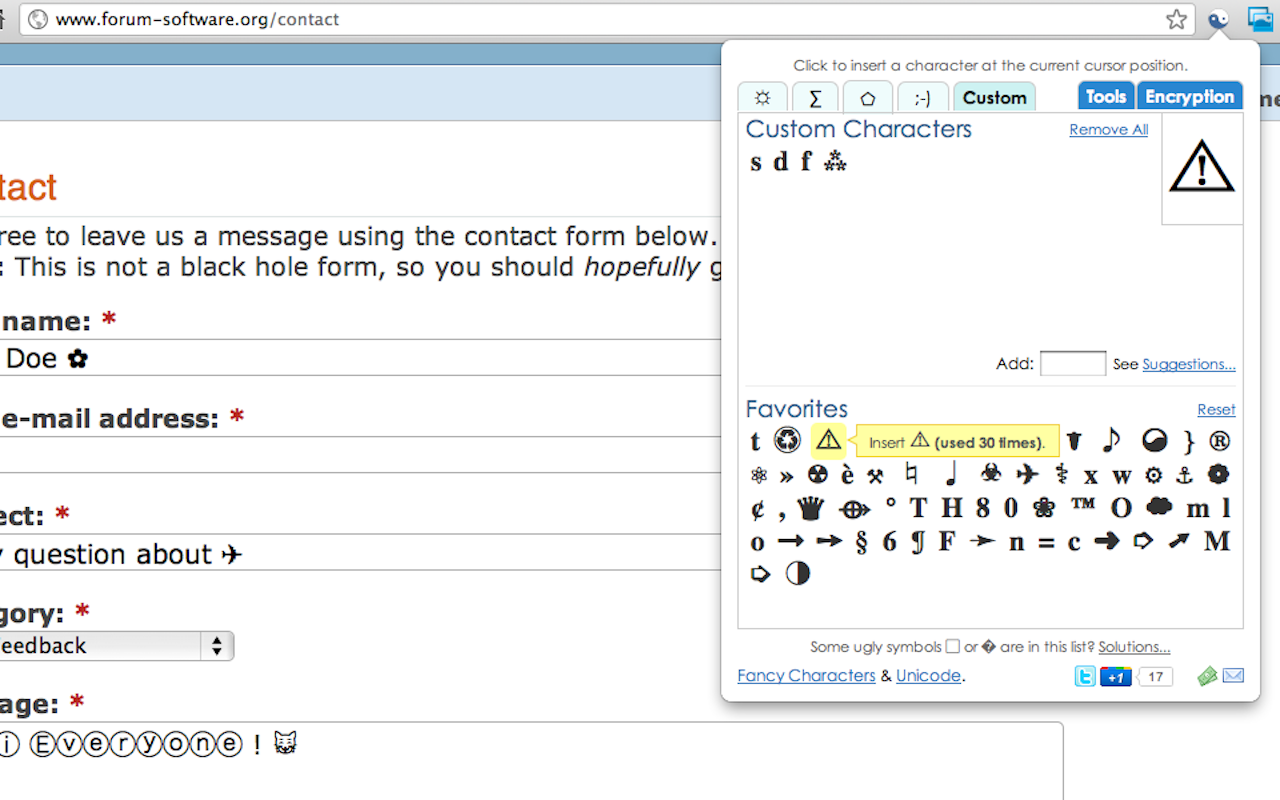 www.forum-software.org/contact
Click to insert a character at the current cursor position.
☼ ∑ ⬠ ;-) Custom Tools Encryption
Custom Characters Remove All
s d f ⁂ ⚠
tact
ree to leave us a message using the contact form below.
: This is not a black hole form, so you should hopefully g
name: *
Doe ✿
Add: See Suggestions...
e-mail address: *
Favorites Reset
t ♻ ⚠ Insert ⚠ (used 30 times). ♪ } ®
⚛ » ☢ è ⚒ ♮ ♩ ☣ ✈ ⚕ x w ⚙ ⚓ ❁
¢ , ♛ ° T H 8 0 ❀ ™ O ☁ m l
o → § 6 ¶ F ➛ n = c ➜ ➩ ➚ M
➩ ◑
ect: *
y question about ✈
gory: *
eedback
Some ugly symbols □ or � are in this list? Solutions...
Fancy Characters & Unicode. +1 17
age: *
ⓘ Ⓔⓥⓔⓡⓨⓞⓝⓔ ! 😺